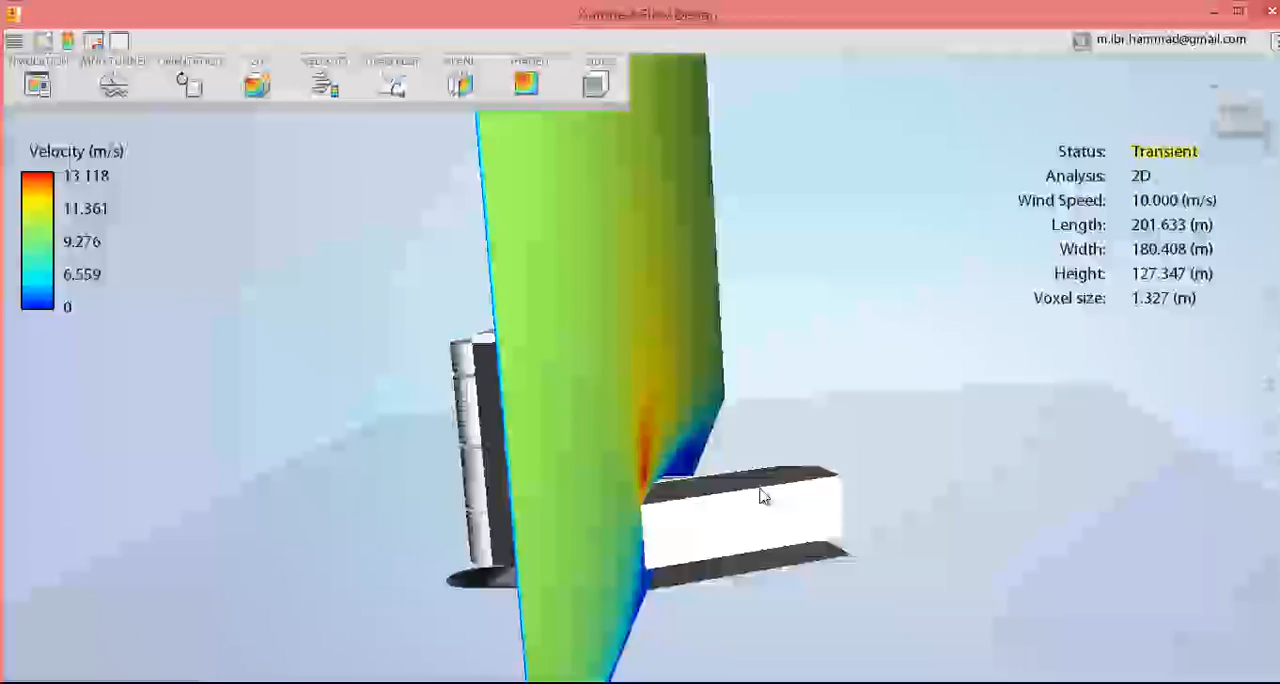 m.ibr.hammad@gmail.com
Velocity (m/s)
13.118
11.361
9.276
6.559
0
Status: Transient
Analysis: 2D
Wind Speed: 10.000 (m/s)
Length: 201.633 (m)
Width: 180.408 (m)
Height: 127.347 (m)
Voxel size: 1.327 (m)